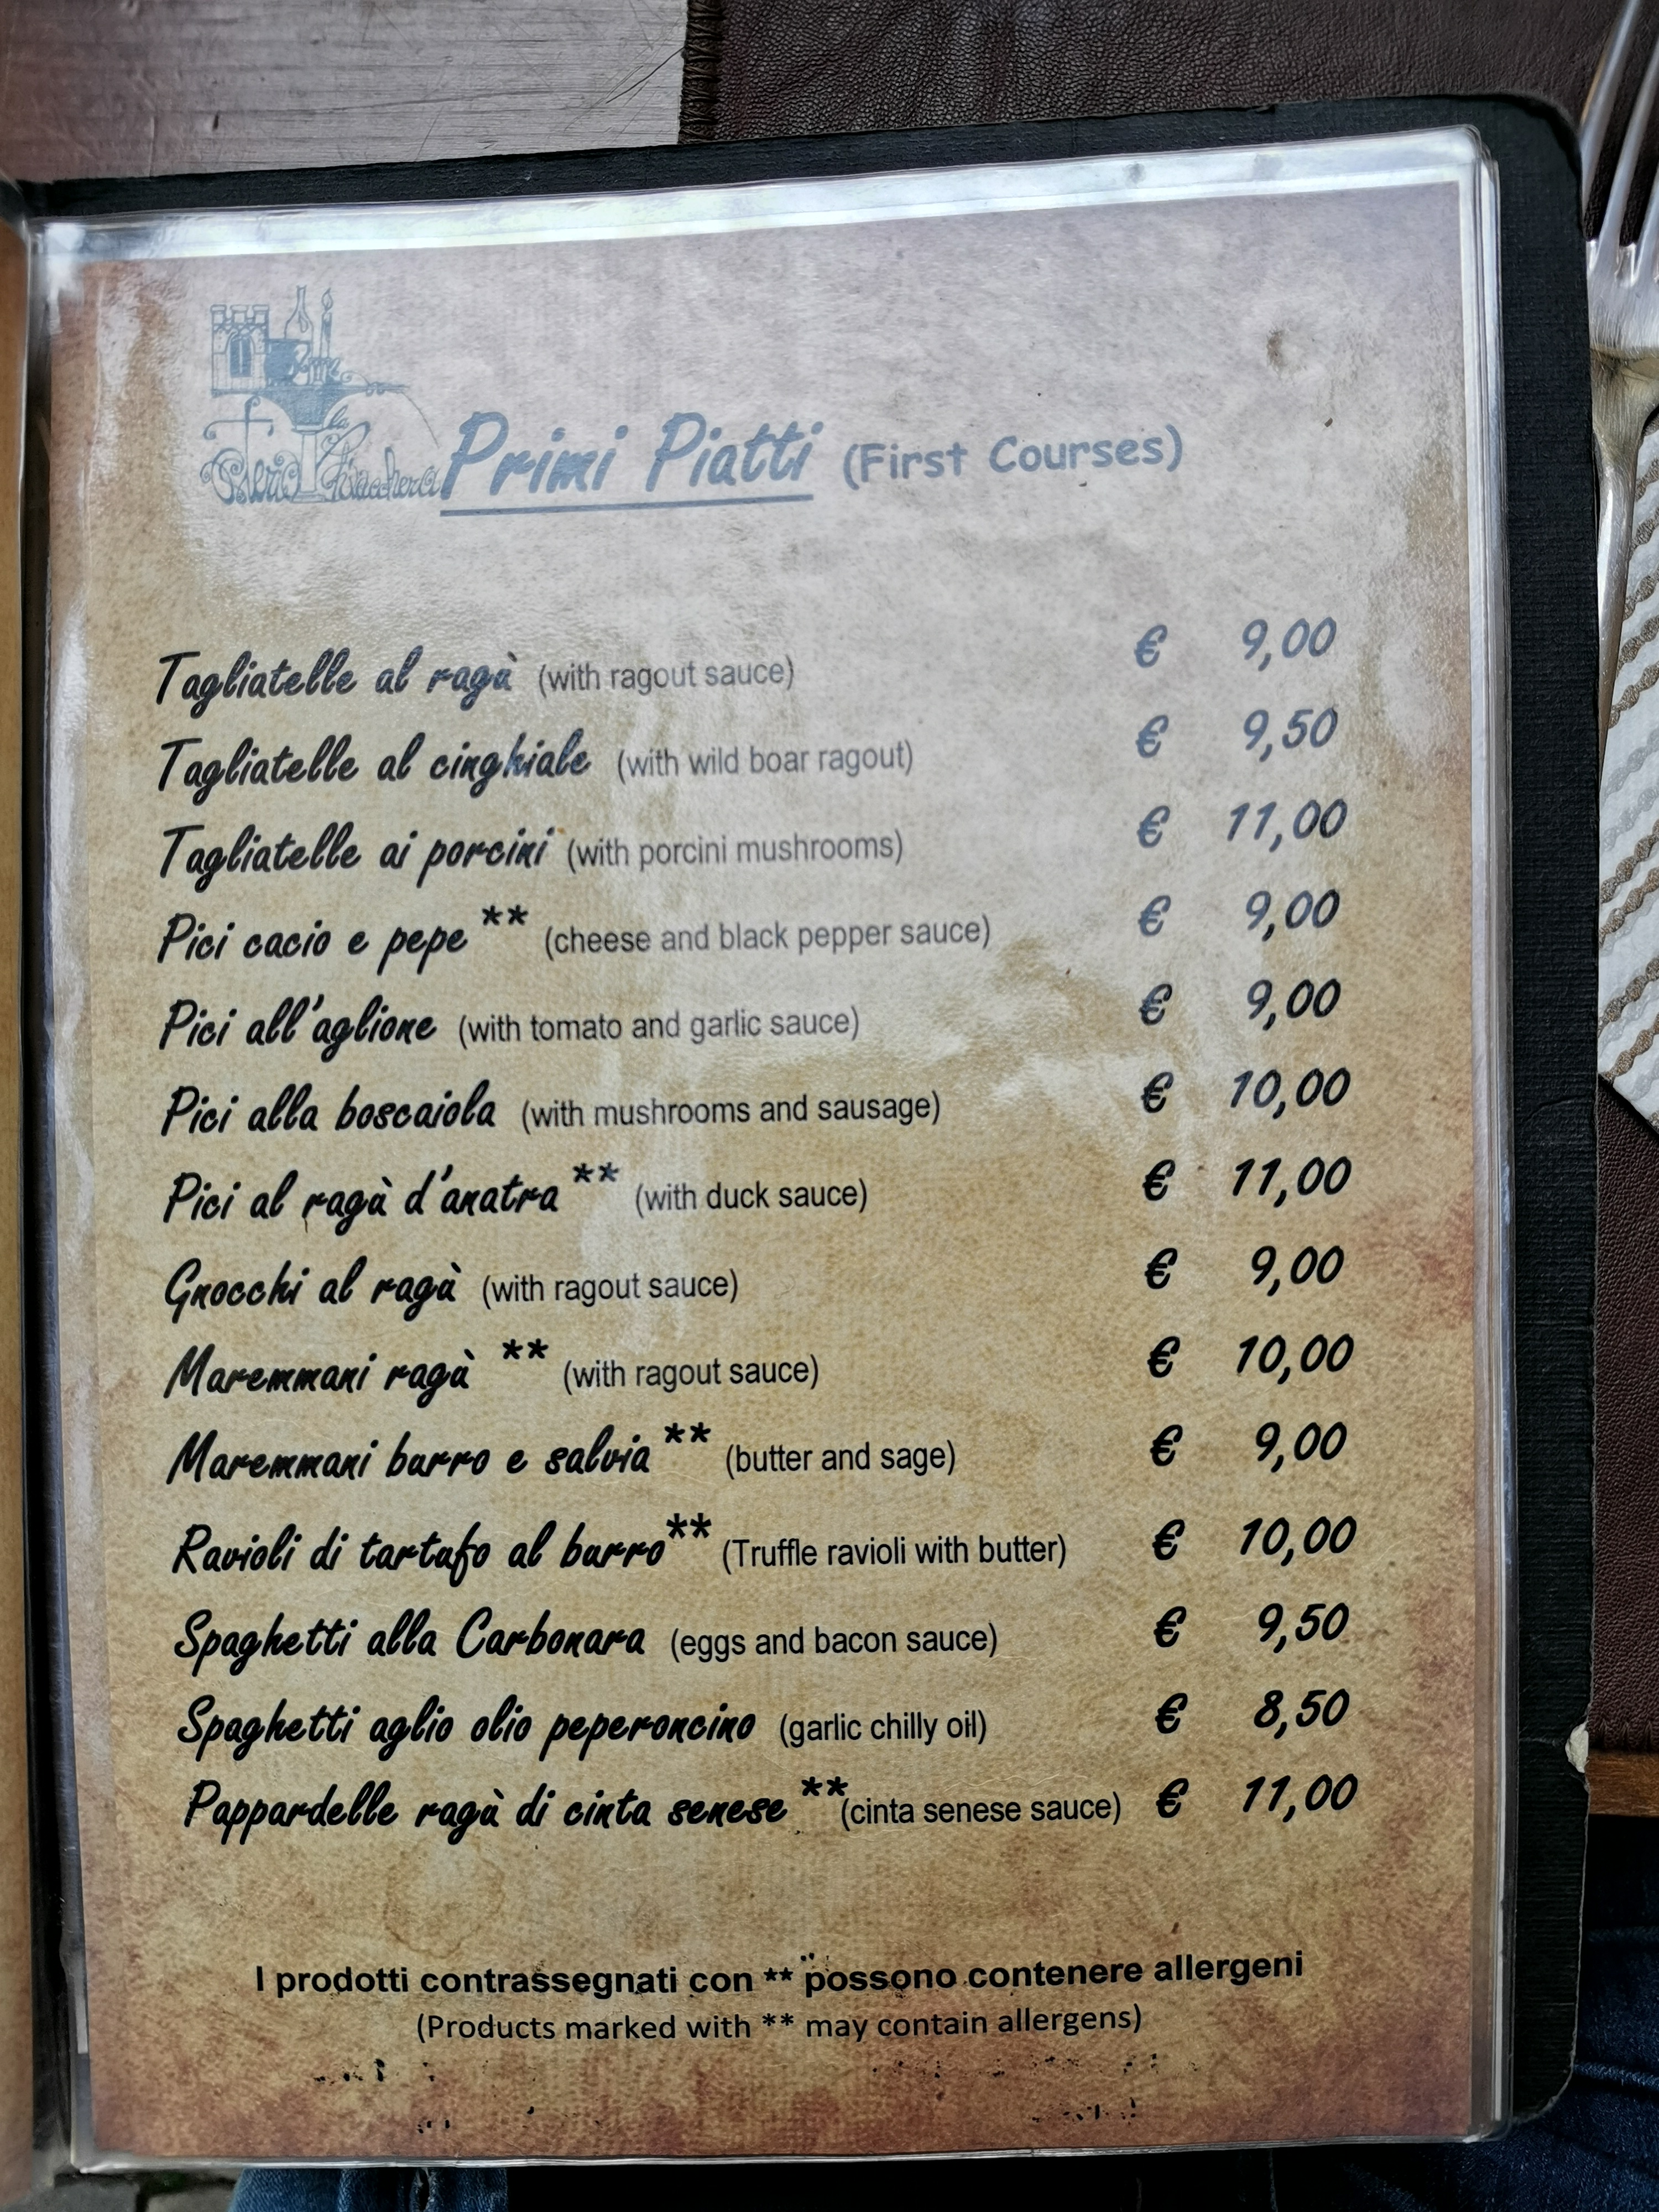 Primi Piatti (First Courses)
Tagliatelle al ragù (with ragout sauce) € 9,00
Tagliatelle al cinghiale (with wild boar ragout) € 9,50
Tagliatelle ai porcini (with porcini mushrooms) € 11,00
Pici cacio e pepe ** (cheese and black pepper sauce) € 9,00
Pici all'aglione (with tomato and garlic sauce) € 9,00
Pici alla boscaiola (with mushrooms and sausage) € 10,00
Pici al ragù d'anatra ** (with duck sauce) € 11,00
Gnocchi al ragù (with ragout sauce) € 9,00
Maremmani ragù ** (with ragout sauce) € 10,00
Maremmani burro e salvia ** (butter and sage) € 9,00
Ravioli di tartufo al burro ** (Truffle ravioli with butter) € 10,00
Spaghetti alla Carbonara (eggs and bacon sauce) € 9,50
Spaghetti aglio olio peperoncino (garlic chilly oil) € 8,50
Pappardelle ragù di cinta senese ** (cinta senese sauce) € 11,00
I prodotti contrassegnati con ** possono contenere allergeni
(Products marked with ** may contain allergens)